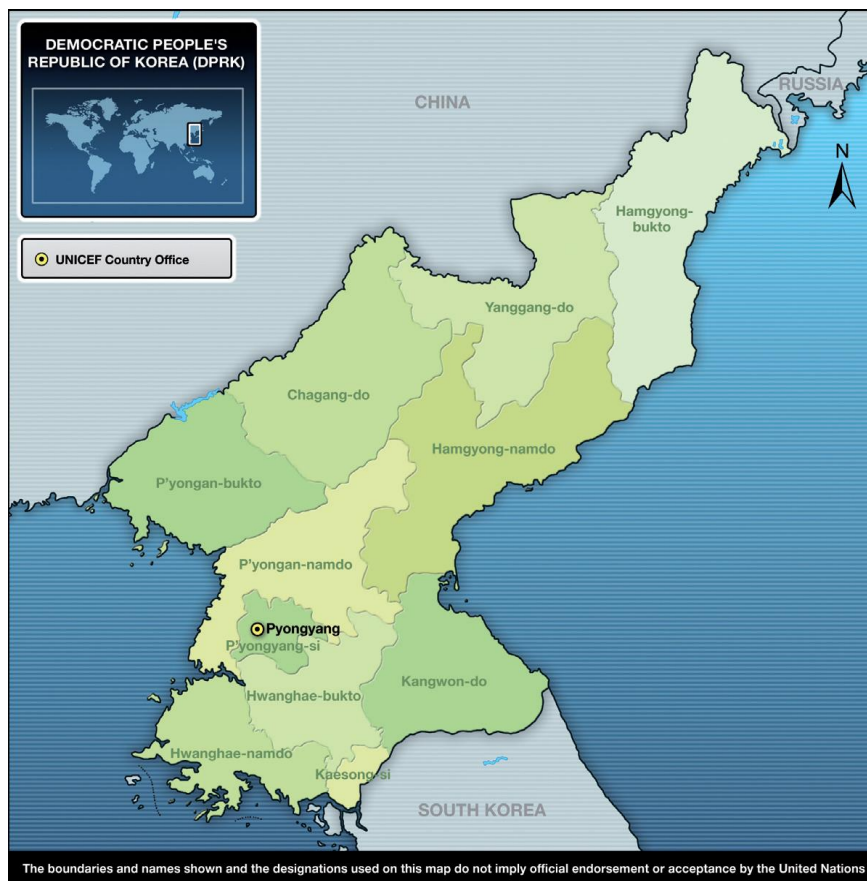 DEMOCRATIC PEOPLE'S
REPUBLIC OF KOREA (DPRK)
UNICEF Country Office
CHINA
RUSSIA
N
Hamgyong-
bukto
Yanggang-do
Chagang-do
Hamgyong-namdo
P'yongan-bukto
P'yongan-namdo
Pyongyang
P'yongyang-si
Kangwon-do
Hwanghae-bukto
Hwanghae-namdo
Kaesong-si
SOUTH KOREA
The boundaries and names shown and the designations used on this map do not imply official endorsement or acceptance by the United Nations